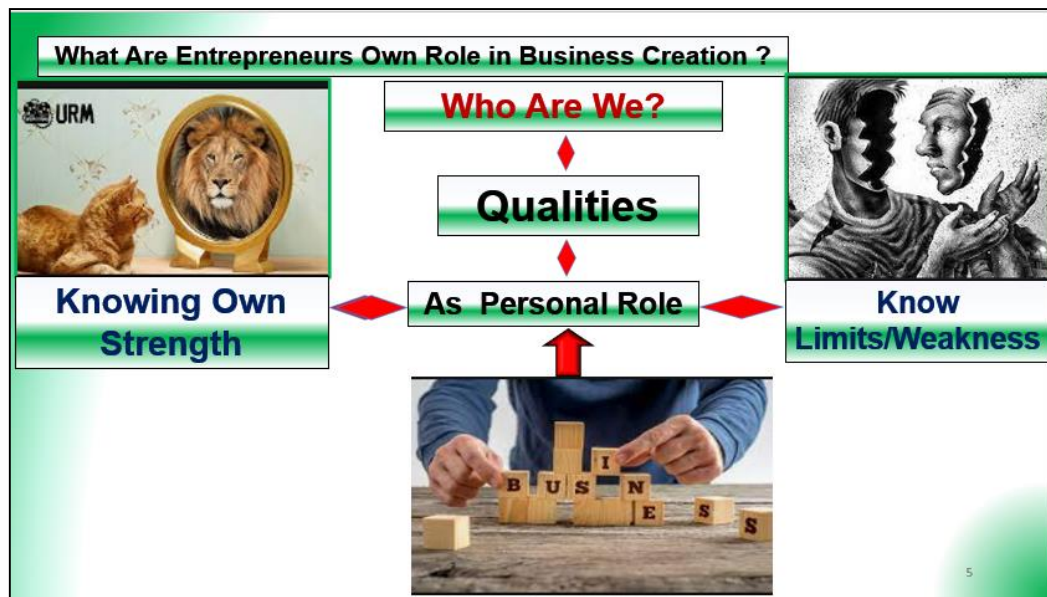 What Are Entrepreneurs Own Role in Business Creation ?
URM
Who Are We?
Qualities
Knowing Own
Strength
As Personal Role
Know
Limits/Weakness
I
B U S N
E S S
5